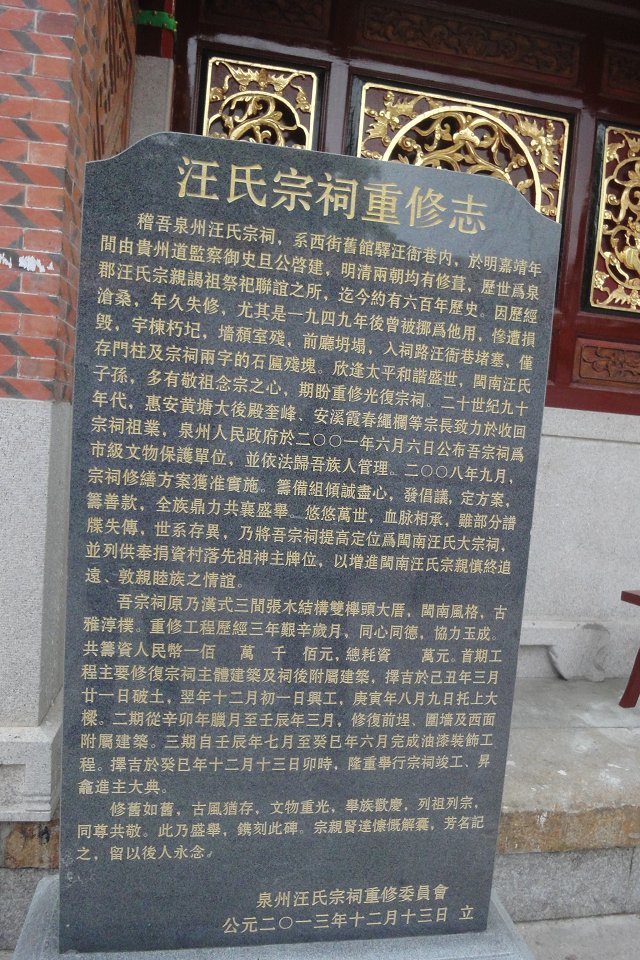 汪氏宗祠重修志
稽吾泉州汪氏宗祠，系西街舊館驛汪衙巷内，於明嘉靖年
間由貴州道監察御史旦公啓建，明清兩朝均有修葺，歷世爲泉
郡汪氏宗親謁祖祭祀聯誼之所，迄今約有六百年歷史。因歷經
滄桑，年久失修，尤其是一九四九年後曾被挪爲他用，慘遭損
毁，宇棟朽圮，墻頹室殘，前廳坍塌，入祠路汪衙巷堵塞，僅
存門柱及宗祠兩字的石匾殘塊。欣逢太平和諧盛世，閩南汪氏
子孫，多有敬祖念宗之心，期盼重修光復宗祠。二十世紀九十
年代，惠安黄塘大後殿奎峰、安溪霞春繩欄等宗長致力於收回
宗祠祖業，泉州人民政府於二〇〇一年六月六日公布吾宗祠爲
市級文物保護單位，並依法歸吾族人管理。二〇〇八年九月，
宗祠修繕方案獲准實施。籌備組傾誠盡心，發倡議，定方案，
籌善款，全族鼎力共襄盛舉。悠悠萬世，血脉相承，雖部分譜
牒失傳，世系存異，乃將吾宗祠提高定位爲閩南汪氏大宗祠，
並列供奉捐資村落先祖神主牌位，以增進閩南汪氏宗親慎終追
遠、敦親睦族之情誼。
吾宗祠原乃漢式三間張木結構雙櫸頭大厝，閩南風格，古
雅淳樸。重修工程歷經三年艱辛歲月，同心同德，協力玉成。
共籌資人民幣一佰 萬 千 佰元，總耗資 萬元。首期工
程主要修復宗祠主體建築及祠後附屬建築，擇吉於己丑年三月
廿一日破土，翌年十二月初一日興工，庚寅年八月九日托上大
樑。二期從辛卯年臘月至壬辰年三月，修復前埕、圍墻及西面
附屬建築。三期自壬辰年七月至癸巳年六月完成油漆裝飾工
程。擇吉於癸巳年十二月十三日卯時，隆重舉行宗祠竣工、昇
龕進主大典。
修舊如舊，古風猶存，文物重光，舉族歡慶，列祖列宗，
同尊共敬。此乃盛舉，鐫刻此碑。宗親賢達慷慨解囊，芳名記
之，留以後人永念。
泉州汪氏宗祠重修委員會
公元二〇一三年十二月十三日 立